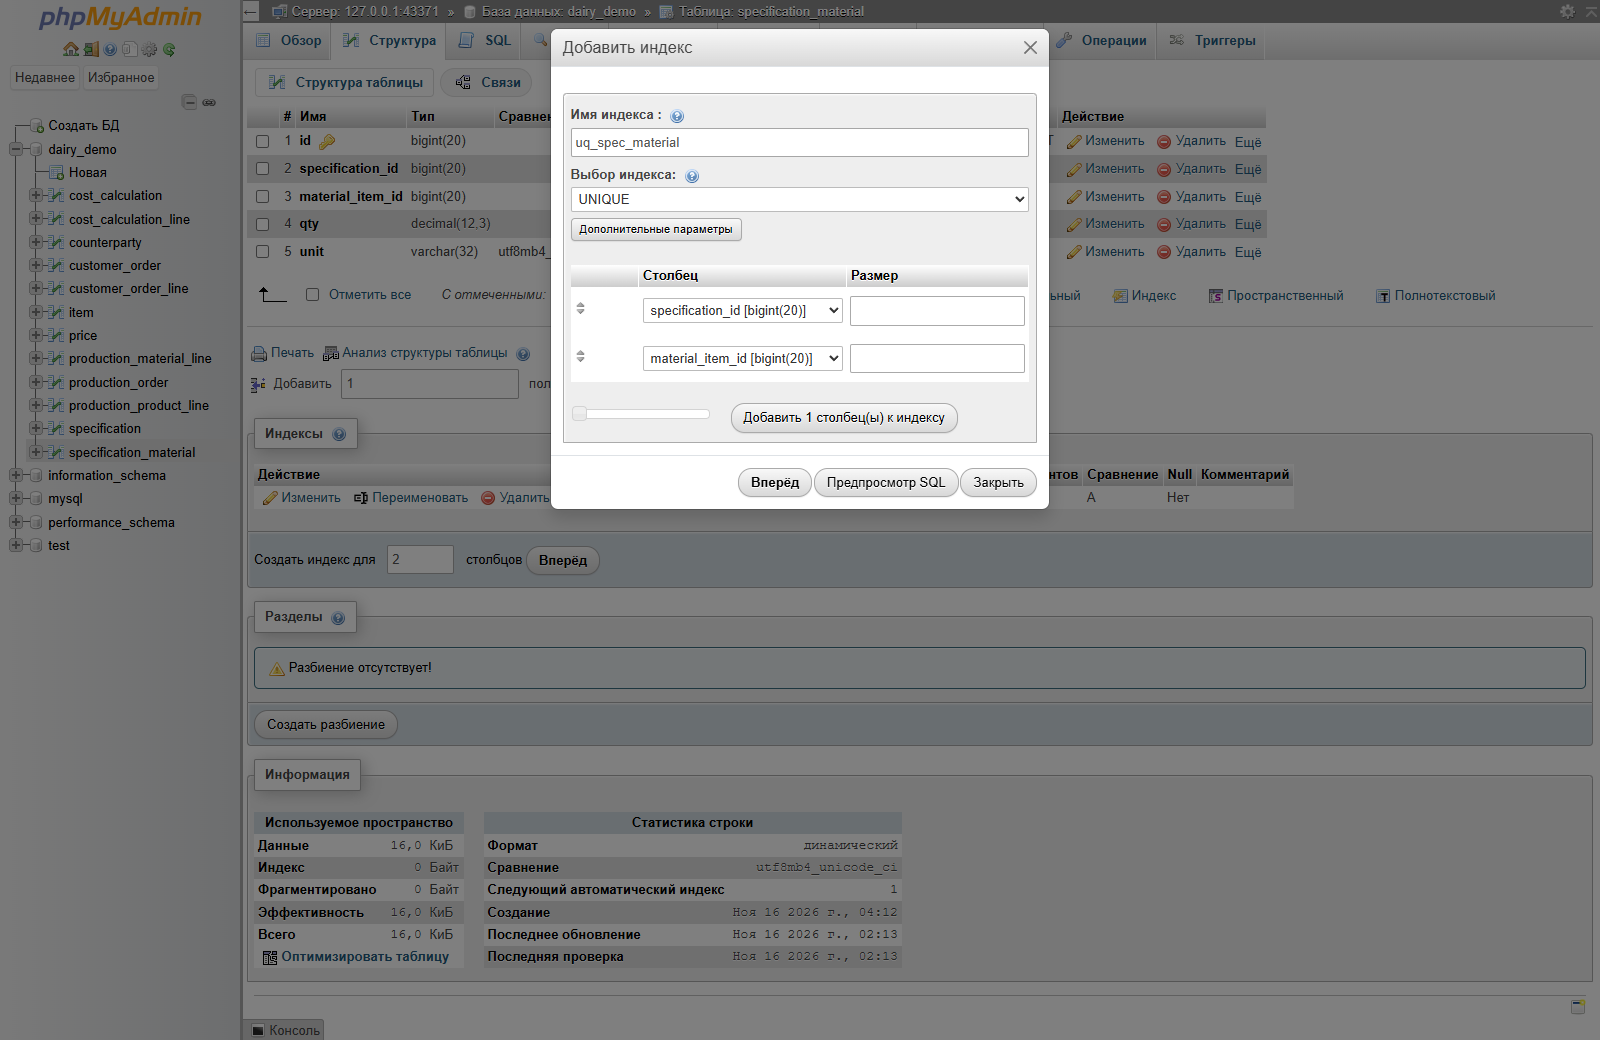 phpMyAdmin
Недавнее Избранное
Создать БД
dairy_demo
Новая
cost_calculation
cost_calculation_line
counterparty
customer_order
customer_order_line
item
price
production_material_line
production_order
production_product_line
specification
specification_material
information_schema
mysql
performance_schema
test
Сервер: 127.0.0.1:43371 » База данных: dairy_demo » Таблица: specification_material
Обзор Структура SQL Операции Триггеры
Структура таблицы Связи
# Имя Тип Действие
1 id bigint(20) Изменить Удалить Ещё
2 specification_id bigint(20) Изменить Удалить Ещё
3 material_item_id bigint(20) Изменить Удалить Ещё
4 qty decimal(12,3) Изменить Удалить Ещё
5 unit varchar(32) utf8mb4_ Изменить Удалить Ещё
Отметить все С отмеченными: Индекс Пространственный Полнотекстовый
Печать Анализ структуры таблицы
Добавить 1
Индексы
Действие Сравнение Null Комментарий
Изменить Переименовать Удалить A Нет
Создать индекс для 2 столбцов Вперёд
Разделы
Разбиение отсутствует!
Создать разбиение
Информация
Используемое пространство
Данные 16,0 КиБ
Индекс 0 Байт
Фрагментировано 0 Байт
Эффективность 16,0 КиБ
Всего 16,0 КиБ
Оптимизировать таблицу
Статистика строки
Формат динамический
Сравнение utf8mb4_unicode_ci
Следующий автоматический индекс 1
Создание Ноя 16 2026 г., 04:12
Последнее обновление Ноя 16 2026 г., 02:13
Последняя проверка Ноя 16 2026 г., 02:13
Консоль
Добавить индекс
Имя индекса :
uq_spec_material
Выбор индекса:
UNIQUE
Дополнительные параметры
Столбец Размер
specification_id [bigint(20)]
material_item_id [bigint(20)]
Добавить 1 столбец(ы) к индексу
Вперёд Предпросмотр SQL Закрыть